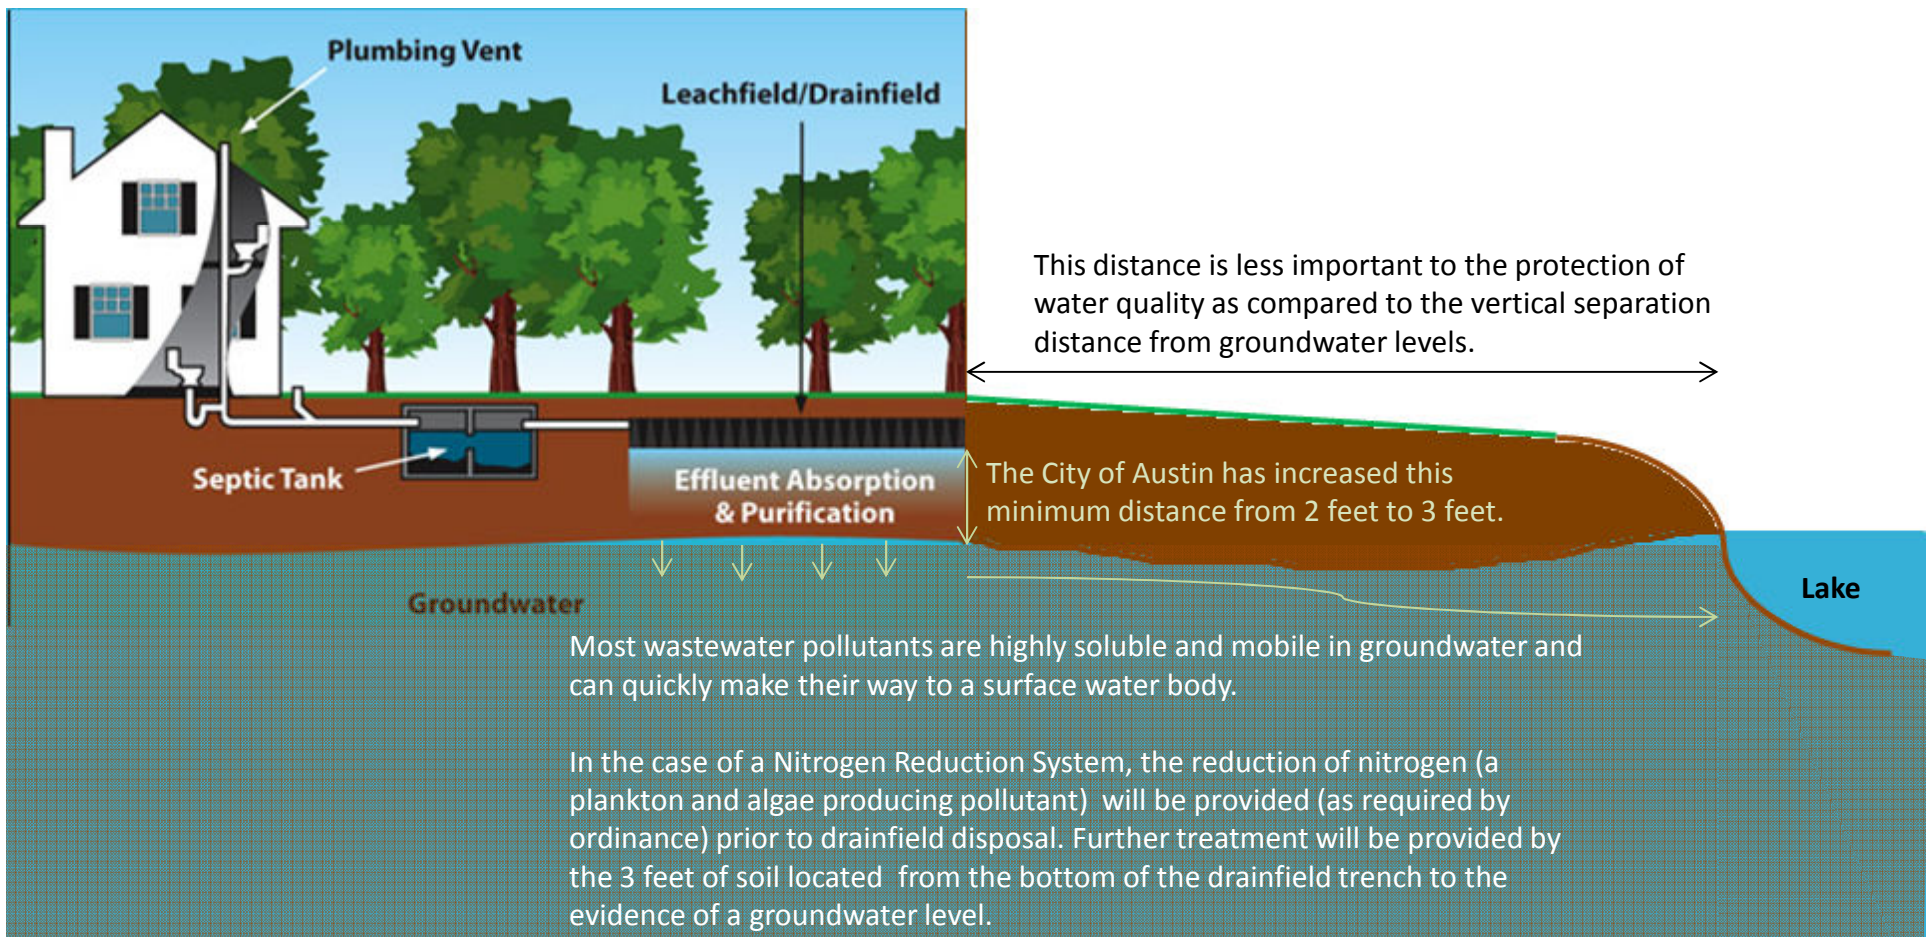 Plumbing Vent
Leachfield/Drainfield
This distance is less important to the protection of
water quality as compared to the vertical separation
distance from groundwater levels.
Septic Tank
Effluent Absorption
& Purification
The City of Austin has increased this
minimum distance from 2 feet to 3 feet.
Groundwater
Lake
Most wastewater pollutants are highly soluble and mobile in groundwater and
can quickly make their way to a surface water body.
In the case of a Nitrogen Reduction System, the reduction of nitrogen (a
plankton and algae producing pollutant) will be provided (as required by
ordinance) prior to drainfield disposal. Further treatment will be provided by
the 3 feet of soil located from the bottom of the drainfield trench to the
evidence of a groundwater level.